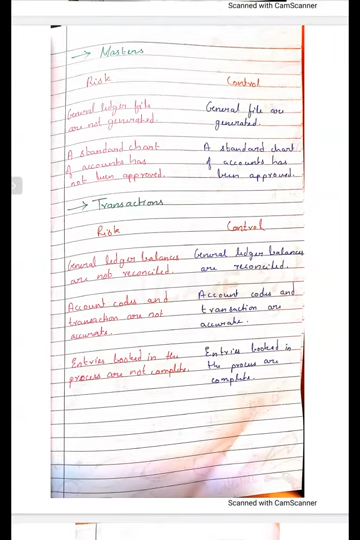 Scanned with CamScanner
→ Masters
Risk Control
General ledger file
are not generated.
General file are
generated.
A standard chart
of accounts has
not been approved.
A standard chart
of accounts has
been approved.
→ Transactions
Risk Control
General ledger balances
are not reconciled.
General ledger balances
are reconciled.
Account codes and
transaction are not
accurate.
Account codes and
transaction are
accurate.
Entries booked in the
process are not complete.
Entries booked in
the process are
complete.
Scanned with CamScanner